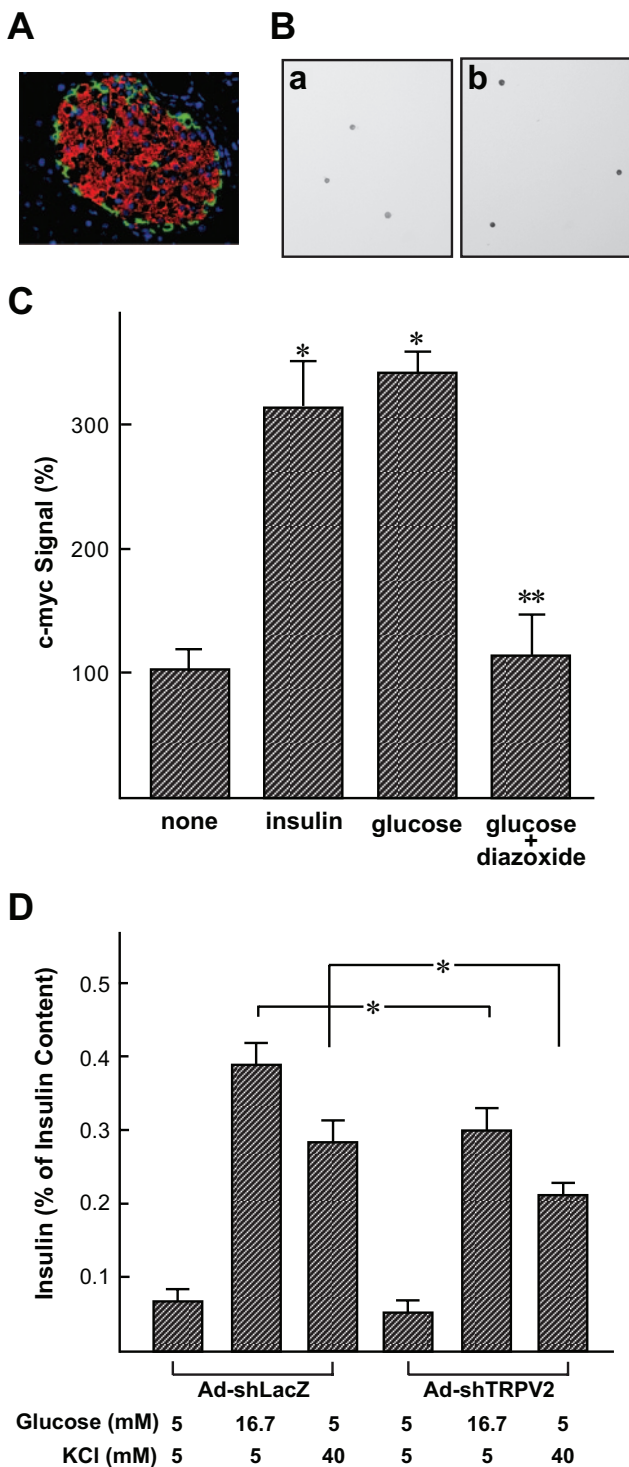 A
B
a
b
C
c-myc Signal (%)
300
200
100
*
*
**
none
insulin
glucose
glucose
+
diazoxide
D
Insulin (% of Insulin Content)
0.5
0.4
0.3
0.2
0.1
*
*
Ad-shLacZ Ad-shTRPV2
Glucose (mM) 5 16.7 5 5 16.7 5
KCl (mM) 5 5 40 5 5 40